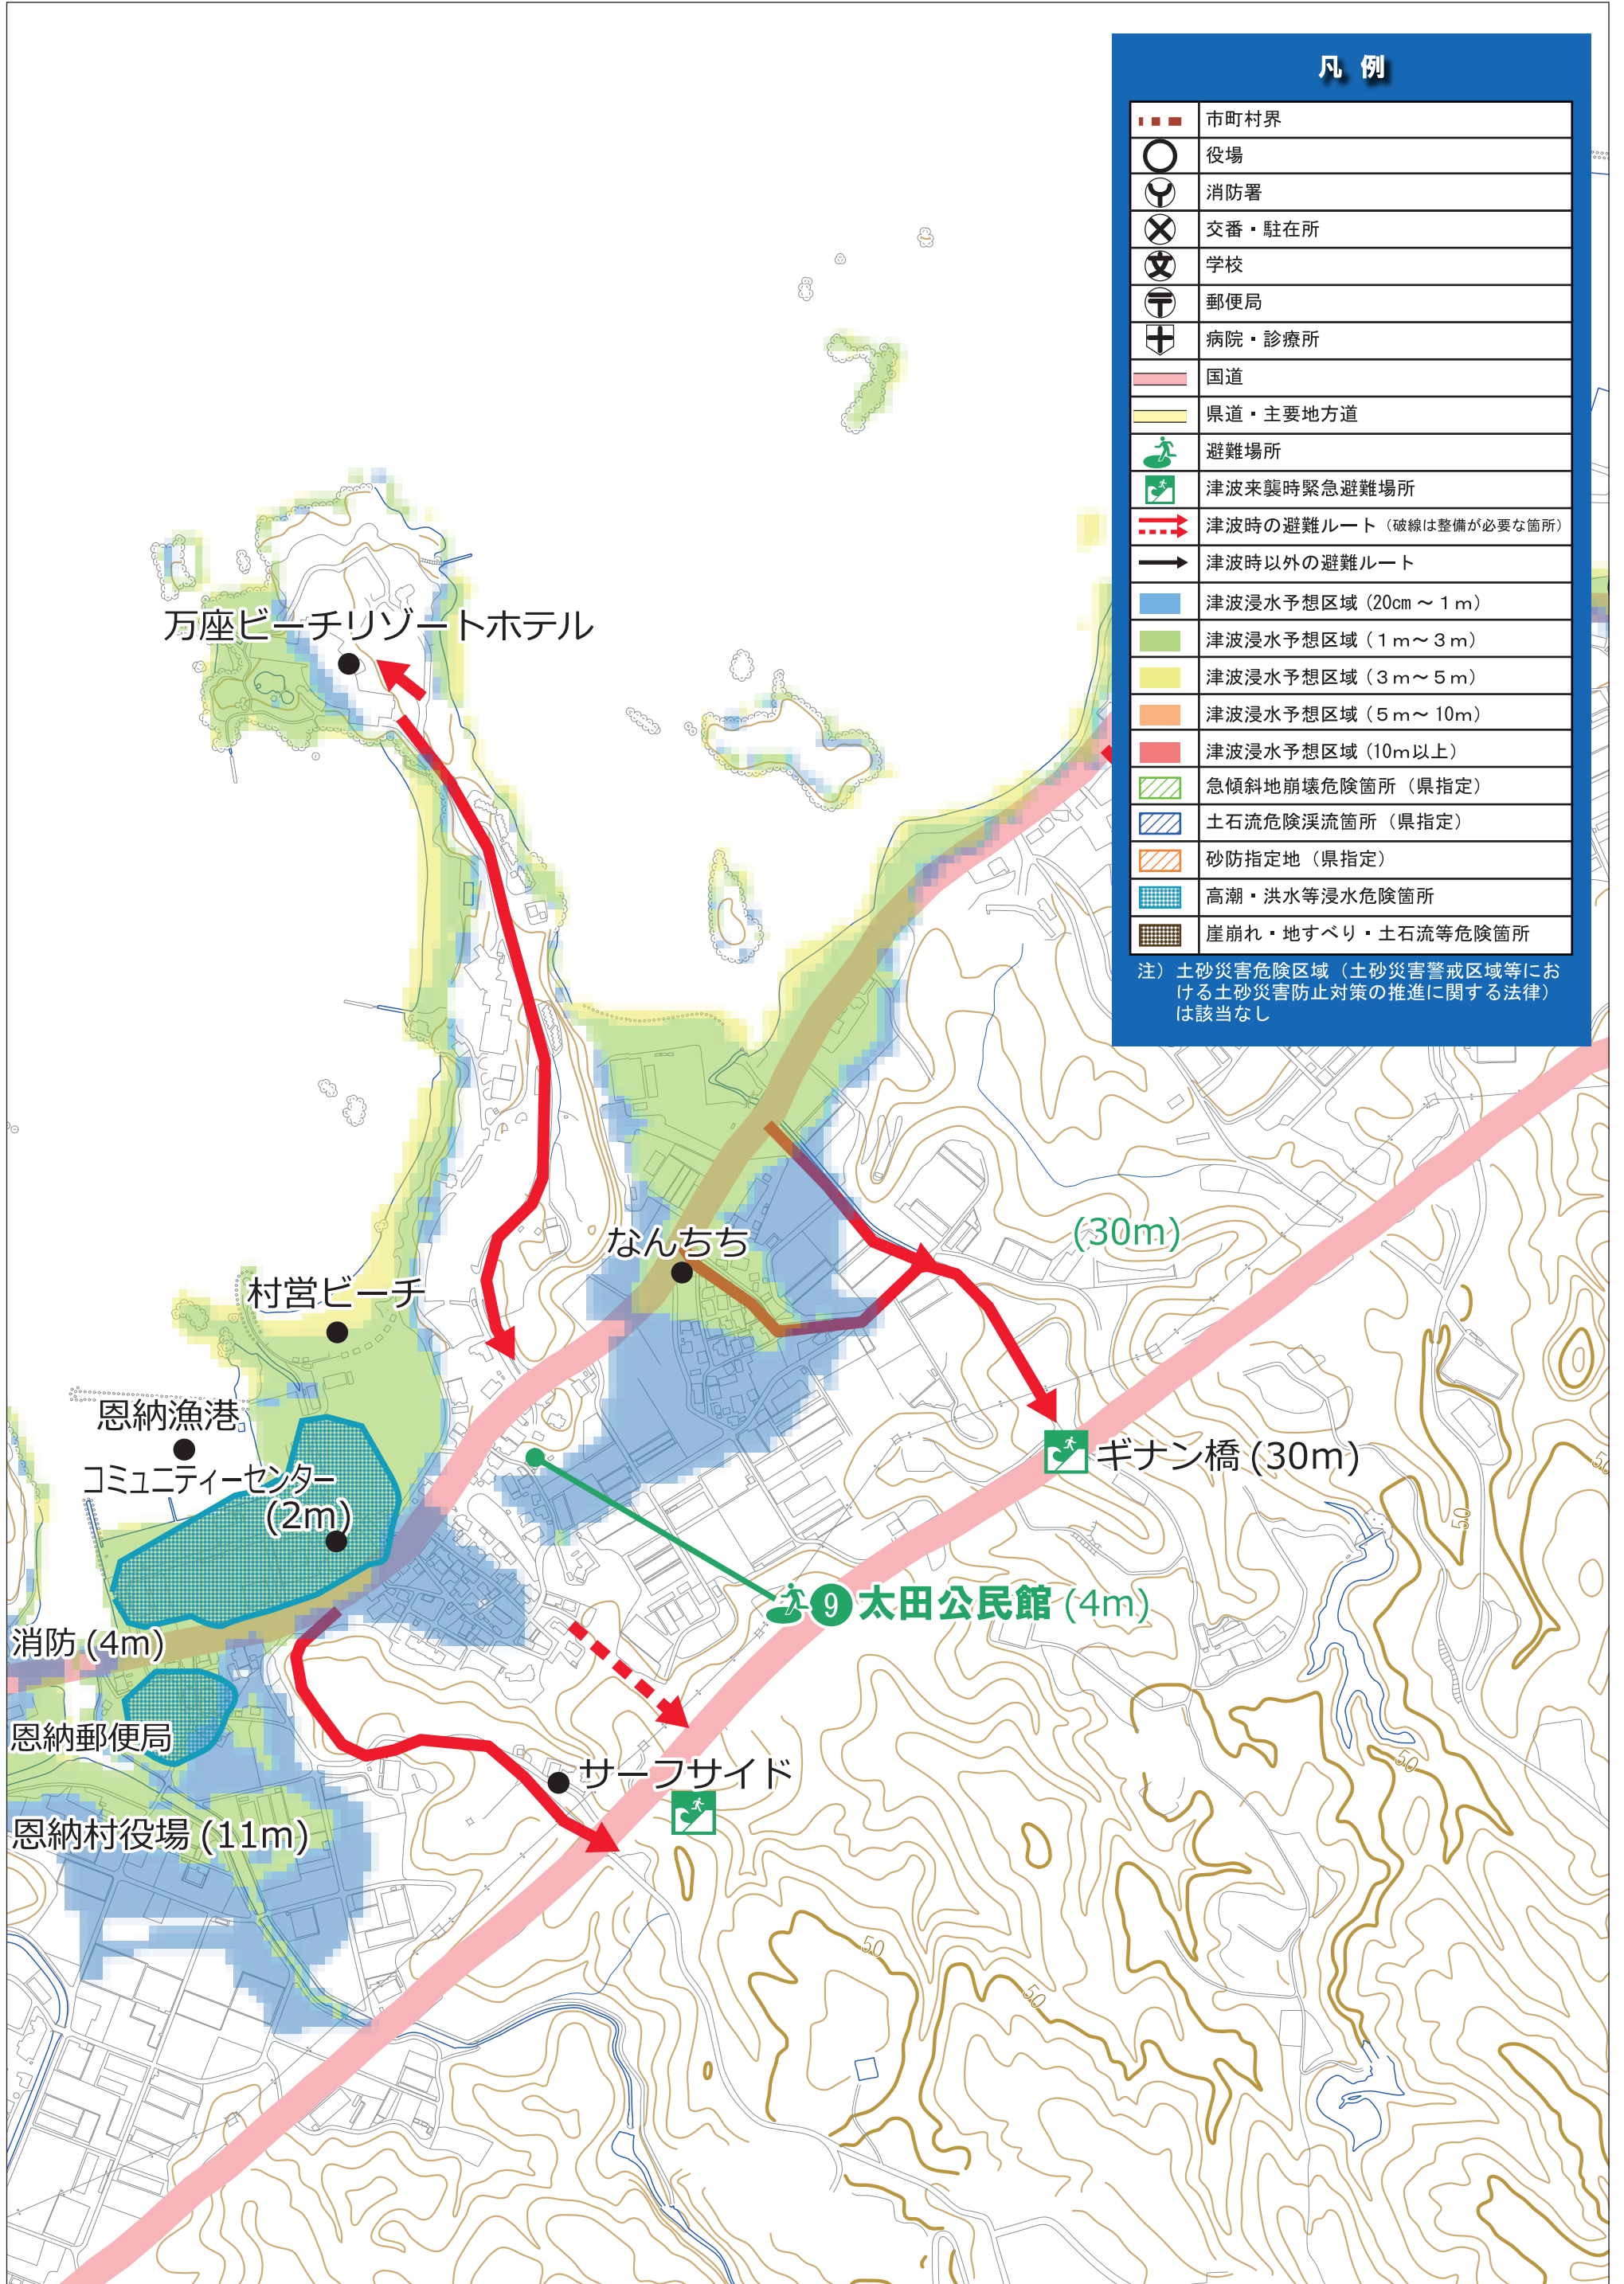 凡 例
市町村界
役場
消防署
交番・駐在所
学校
郵便局
病院・診療所
国道
県道・主要地方道
避難場所
津波来襲時緊急避難場所
津波時の避難ルート（破線は整備が必要な箇所）
津波時以外の避難ルート
津波浸水予想区域（20cm～１ｍ）
津波浸水予想区域（１ｍ～３ｍ）
津波浸水予想区域（３ｍ～５ｍ）
津波浸水予想区域（５ｍ～10ｍ）
津波浸水予想区域（10ｍ以上）
急傾斜地崩壊危険箇所（県指定）
土石流危険渓流箇所（県指定）
砂防指定地（県指定）
高潮・洪水等浸水危険箇所
崖崩れ・地すべり・土石流等危険箇所
注）土砂災害危険区域（土砂災害警戒区域等にお
ける土砂災害防止対策の推進に関する法律）
は該当なし
万座ビーチリゾートホテル
なんちち
(30m)
村営ビーチ
恩納漁港
コミュニティーセンター
(2m)
ギナン橋 (30m)
9 太田公民館 (4m)
消防 (4m)
恩納郵便局
サーフサイド
恩納村役場 (11m)
50
50
50
50
50